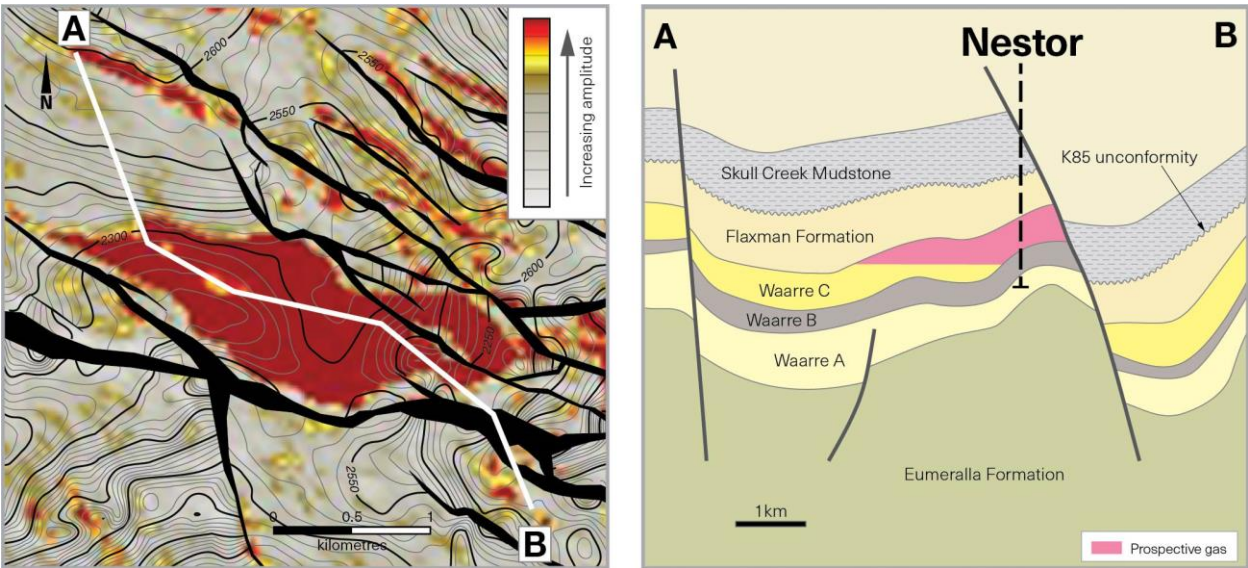 A
N
2600
2550
2550
2600
2300
2250
2550
Increasing amplitude
0 0.5 1
kilometres
B
A
Nestor
B
K85 unconformity
Skull Creek Mudstone
Flaxman Formation
Waarre C
Waarre B
Waarre A
Eumeralla Formation
1km
Prospective gas